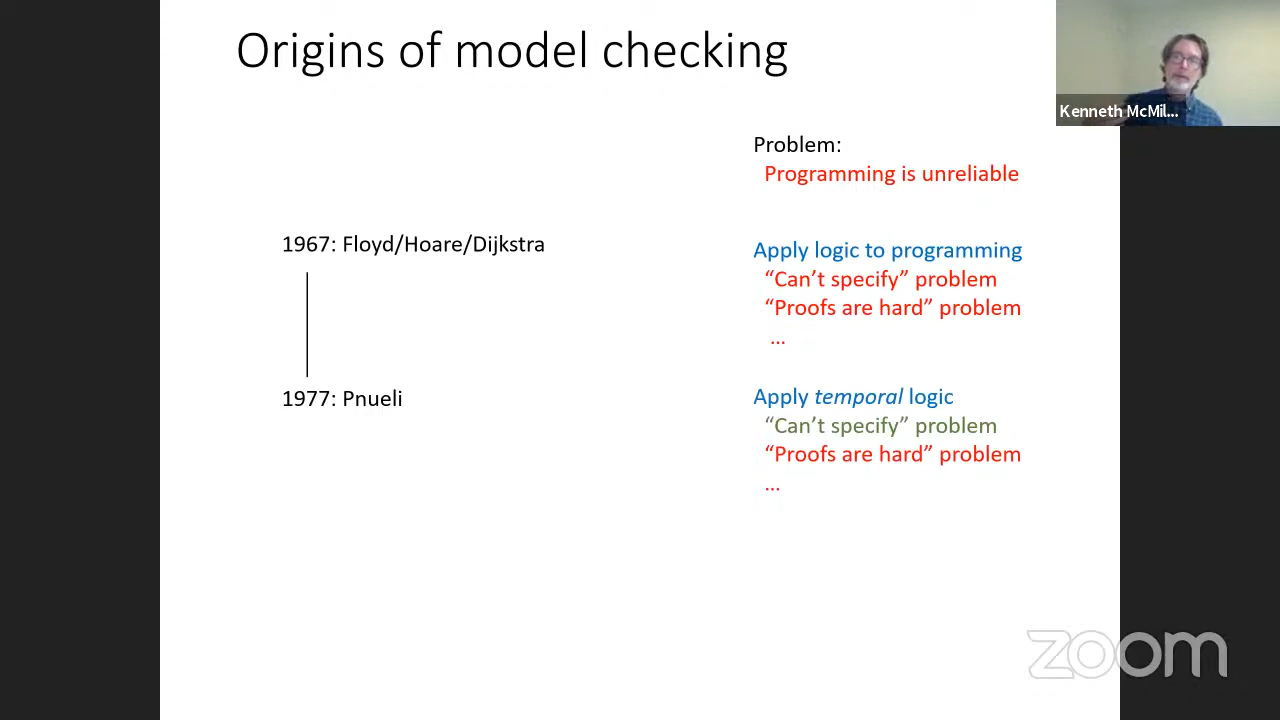 Origins of model checking
Kenneth McMil...
Problem:
Programming is unreliable
1967: Floyd/Hoare/Dijkstra
Apply logic to programming
“Can’t specify” problem
“Proofs are hard” problem
...
1977: Pnueli
Apply temporal logic
“Can’t specify” problem
“Proofs are hard” problem
...
zoom